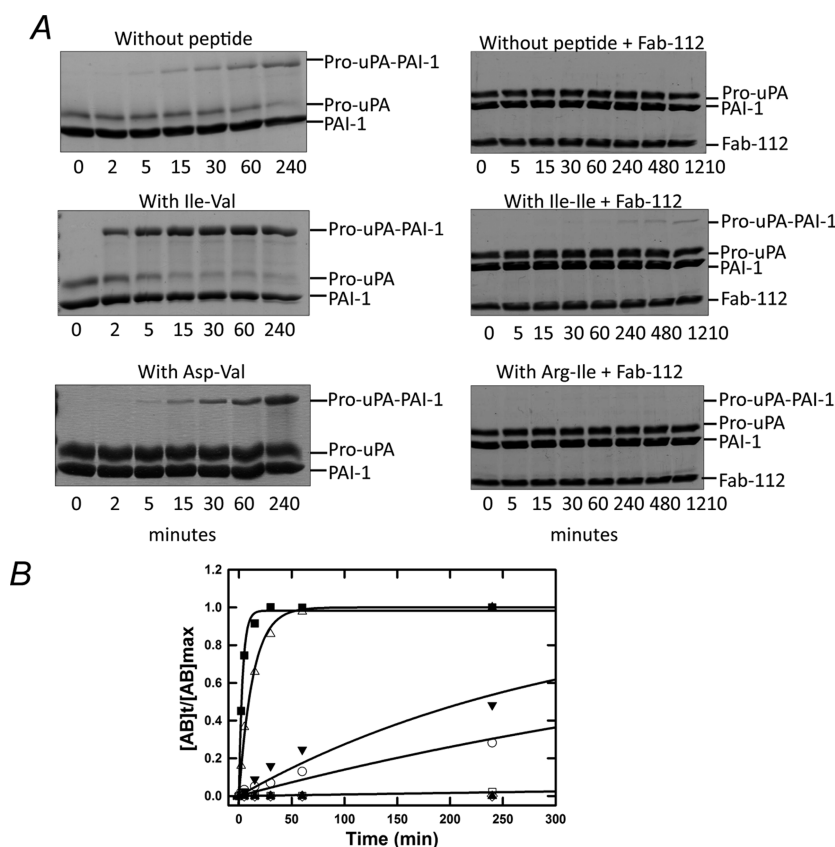 A
Without peptide
Pro-uPA-PAI-1
Pro-uPA
PAI-1
0 2 5 15 30 60 240
Without peptide + Fab-112
Pro-uPA
PAI-1
Fab-112
0 5 15 30 60 240 480 1210
With Ile-Val
Pro-uPA-PAI-1
Pro-uPA
PAI-1
0 2 5 15 30 60 240
With Ile-Ile + Fab-112
Pro-uPA-PAI-1
Pro-uPA
PAI-1
Fab-112
0 5 15 30 60 240 480 1210
With Asp-Val
Pro-uPA-PAI-1
Pro-uPA
PAI-1
0 2 5 15 30 60 240
minutes
With Arg-Ile + Fab-112
Pro-uPA-PAI-1
Pro-uPA
PAI-1
Fab-112
0 5 15 30 60 240 480 1210
minutes
B
[AB]t/[AB]max
1.2
1.0
0.8
0.6
0.4
0.2
0.0
0 50 100 150 200 250 300
Time (min)